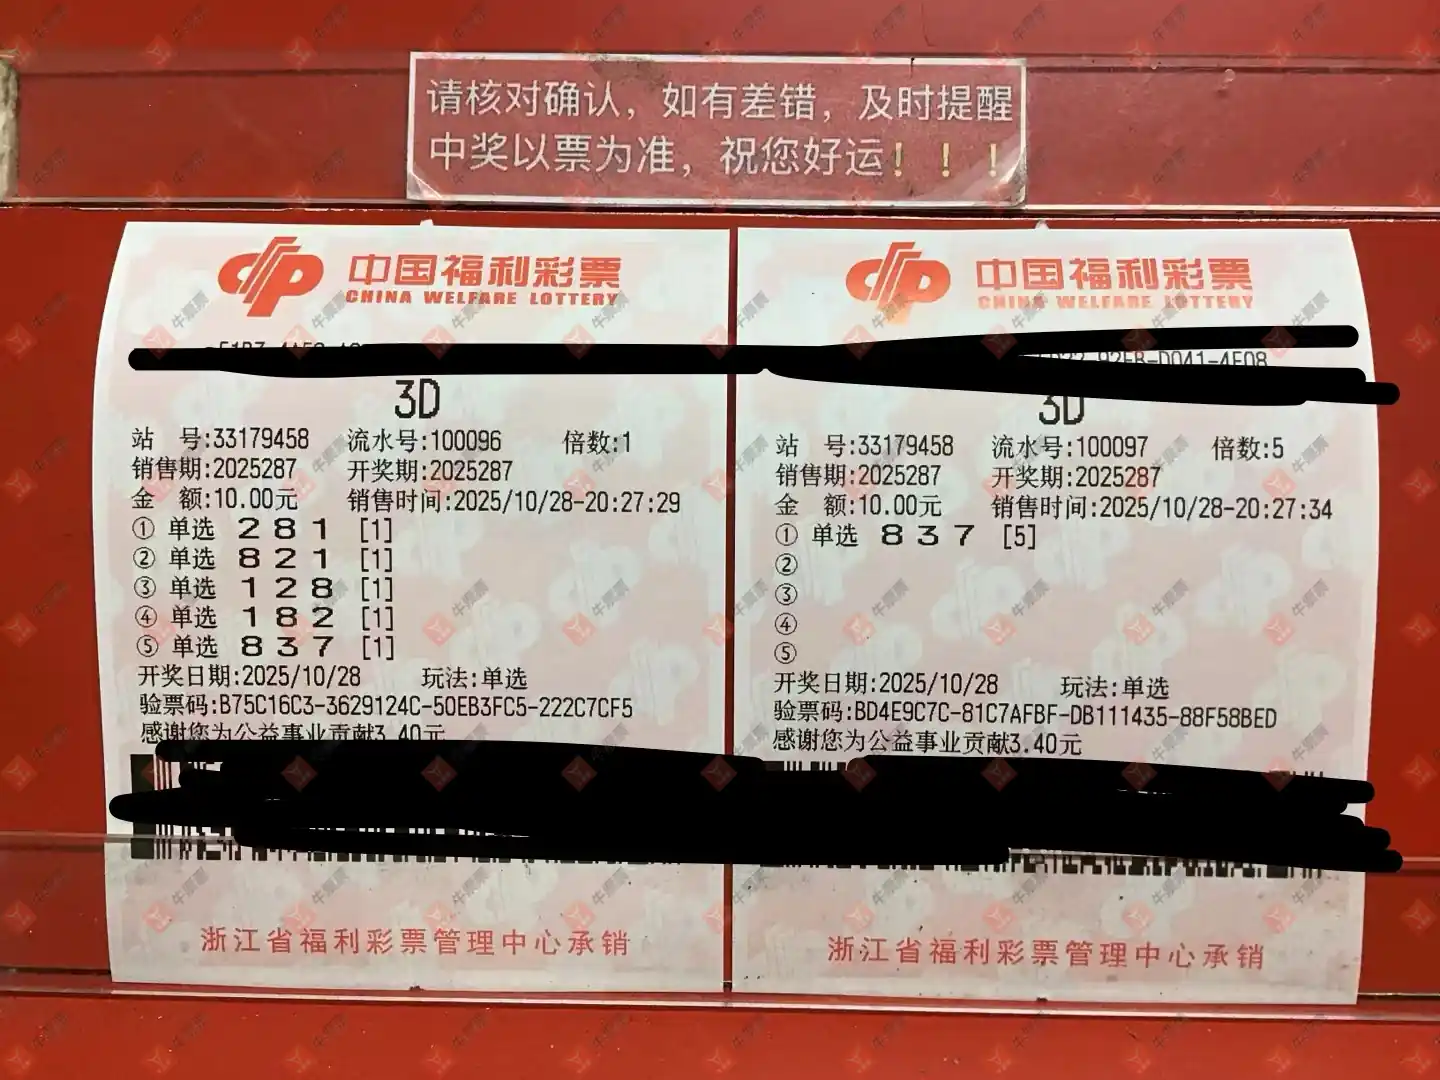 请核对确认，如有差错，及时提醒
中奖以票为准，祝您好运！！！
中国福利彩票
CHINA WELFARE LOTTERY
3D
站 号:33179458 流水号:100096 倍数:1
销售期:2025287 开奖期:2025287
金 额:10.00元 销售时间:2025/10/28-20:27:29
① 单选 2 8 1 [1]
② 单选 8 2 1 [1]
③ 单选 1 2 8 [1]
④ 单选 1 8 2 [1]
⑤ 单选 8 3 7 [1]
开奖日期:2025/10/28 玩法:单选
验票码:B75C16C3-3629124C-50EB3FC5-222C7CF5
感谢您为公益事业贡献3.40元
浙江省福利彩票管理中心承销
中国福利彩票
CHINA WELFARE LOTTERY
3D
站 号:33179458 流水号:100097 倍数:5
销售期:2025287 开奖期:2025287
金 额:10.00元 销售时间:2025/10/28-20:27:34
① 单选 8 3 7 [5]
②
③
④
⑤
开奖日期:2025/10/28 玩法:单选
验票码:BD4E9C7C-81C7AFBF-DB111435-88F58BED
感谢您为公益事业贡献3.40元
浙江省福利彩票管理中心承销